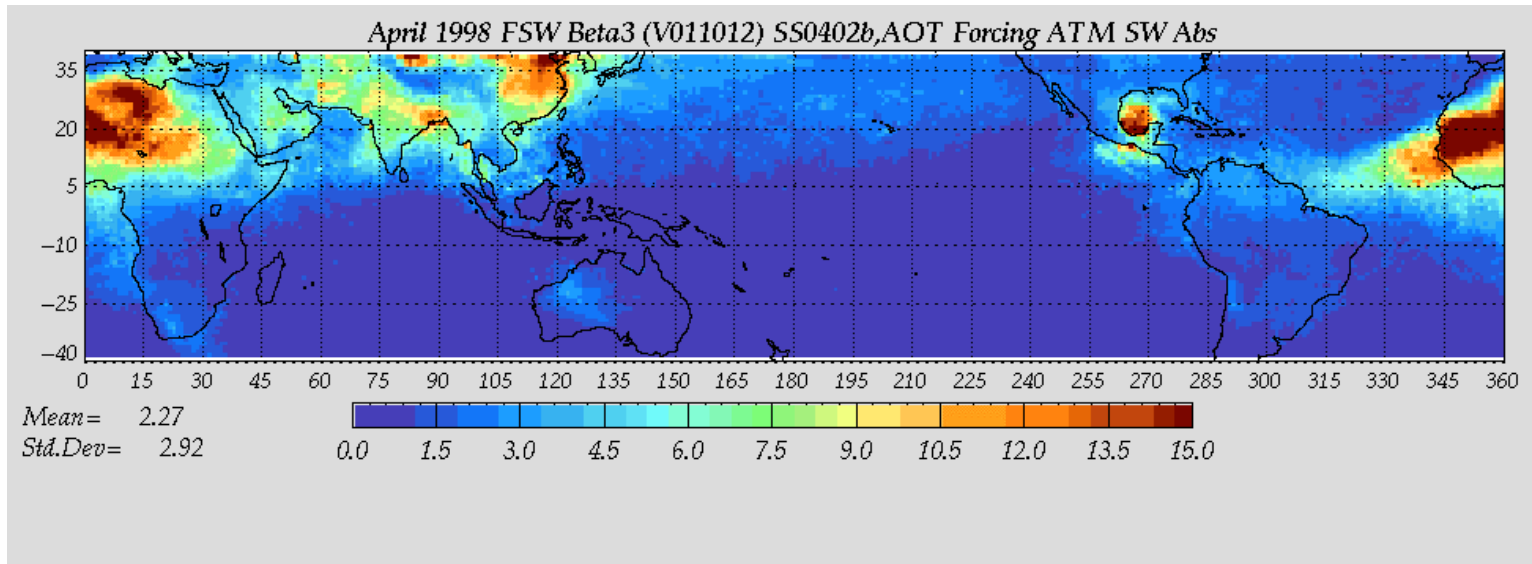 April 1998 FSW Beta3 (V011012) SS0402b,AOT Forcing ATM SW Abs
35
20
5
−10
−25
−40
0 15 30 45 60 75 90 105 120 135 150 165 180 195 210 225 240 255 270 285 300 315 330 345 360
Mean= 2.27
Std.Dev= 2.92
0.0 1.5 3.0 4.5 6.0 7.5 9.0 10.5 12.0 13.5 15.0